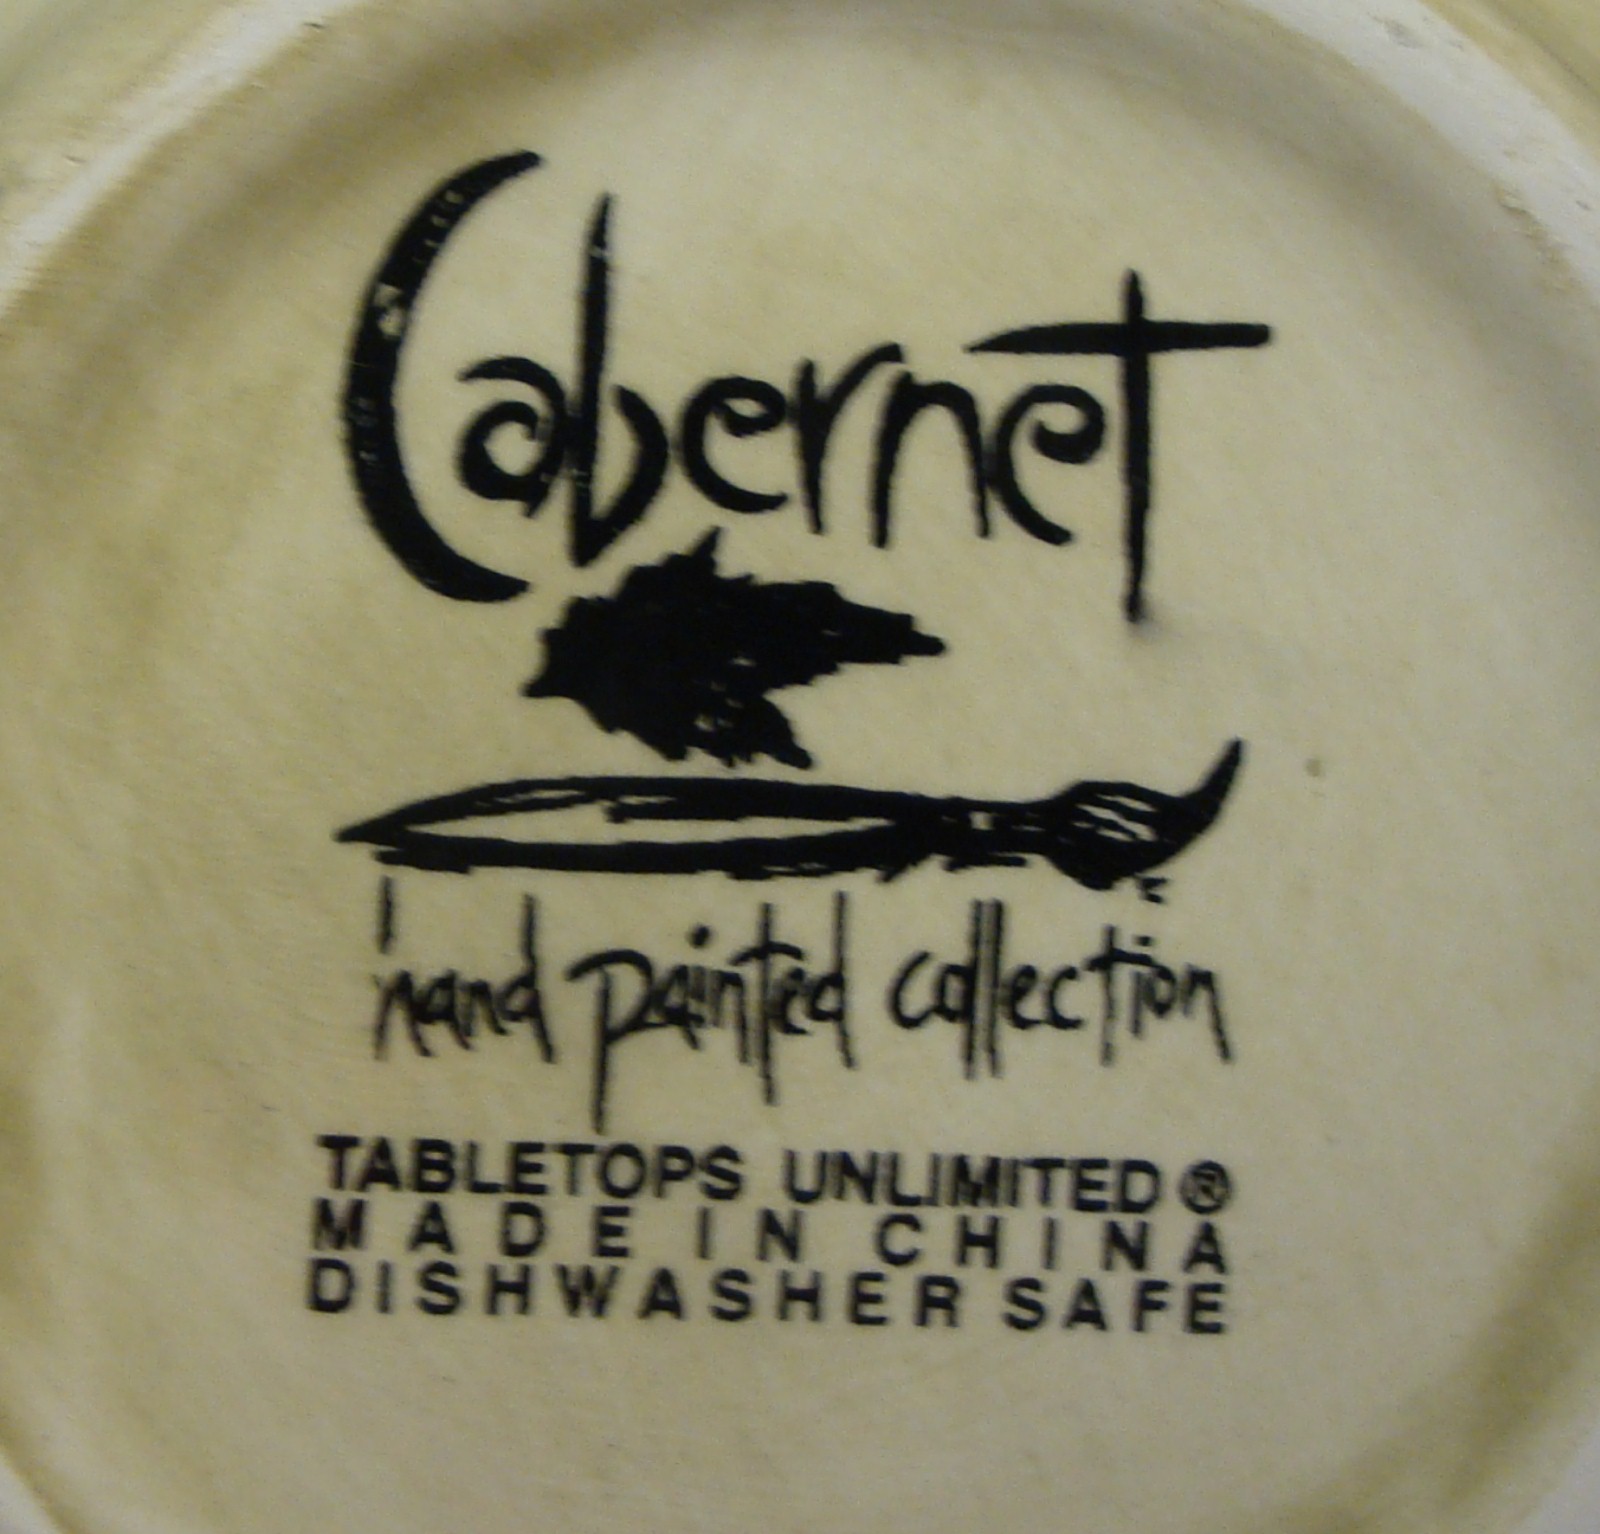 Cabernet
hand painted collection
TABLETOPS UNLIMITED ®
MADE IN CHINA
DISHWASHER SAFE